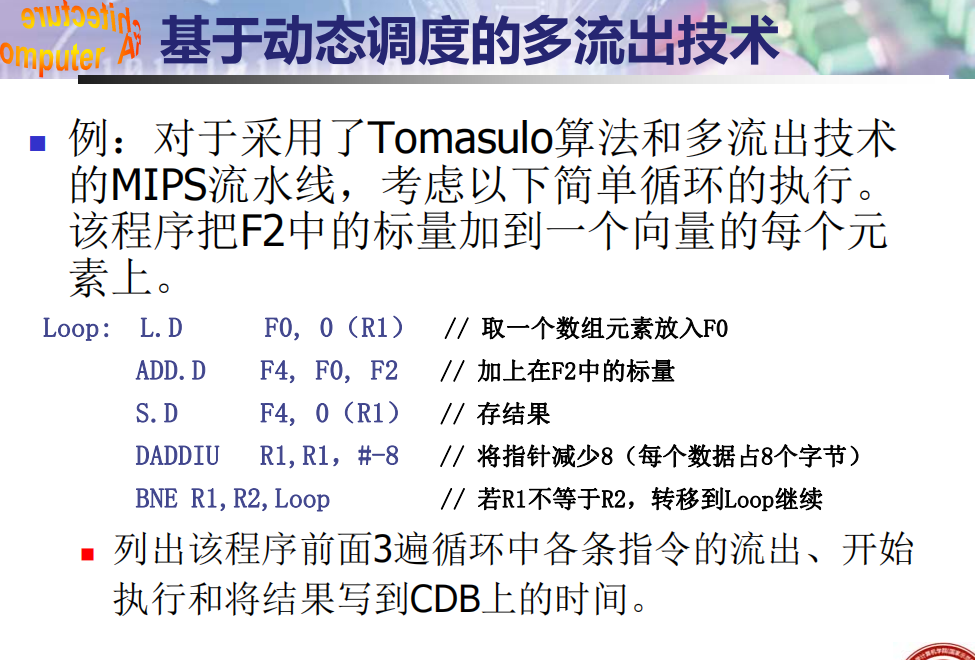 基于动态调度的多流出技术
例：对于采用了Tomasulo算法和多流出技术
的MIPS流水线，考虑以下简单循环的执行。
该程序把F2中的标量加到一个向量的每个元
素上。
Loop: L.D F0, 0（R1） // 取一个数组元素放入F0
ADD.D F4, F0, F2 // 加上在F2中的标量
S.D F4, 0（R1） // 存结果
DADDIU R1,R1, #-8 // 将指针减少8（每个数据占8个字节）
BNE R1,R2,Loop // 若R1不等于R2，转移到Loop继续
列出该程序前面3遍循环中各条指令的流出、开始
执行和将结果写到CDB上的时间。